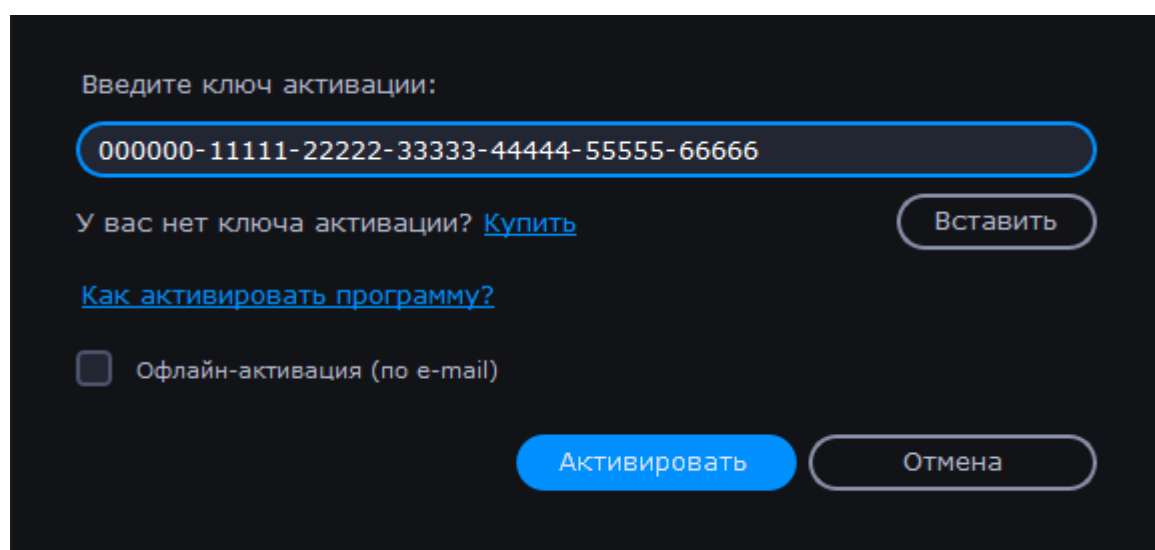 Введите ключ активации:
000000-11111-22222-33333-44444-55555-66666
У вас нет ключа активации? Купить
Вставить
Как активировать программу?
Офлайн-активация (по e-mail)
Активировать
Отмена